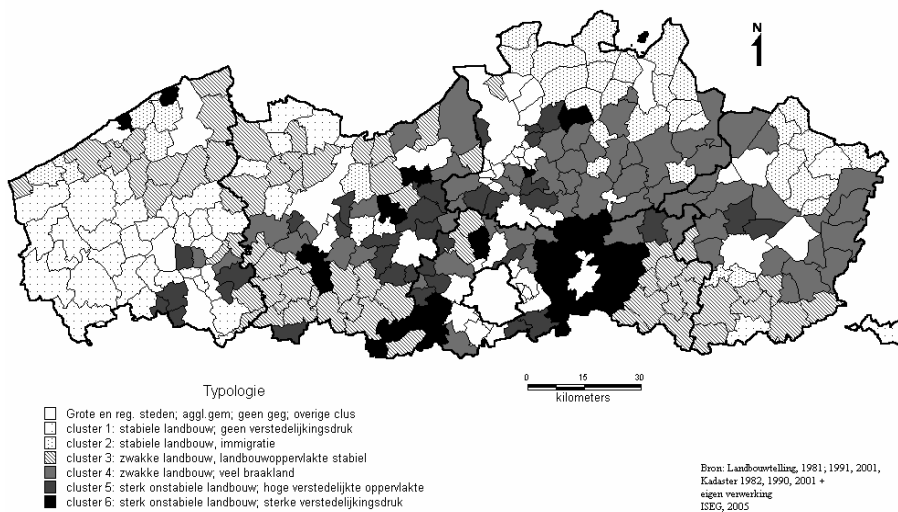 N
0 15 30
kilometers
Typologie
Grote en reg. steden; aggl.gem; geen geg; overige clus
cluster 1: stabiele landbouw; geen verstedelijkingsdruk
cluster 2: stabiele landbouw, immigratie
cluster 3: zwakke landbouw, landbouwoppervlakte stabiel
cluster 4: zwakke landbouw; veel braakland
cluster 5: sterk onstabiele landbouw; hoge verstedelijkte oppervlakte
cluster 6: sterk onstabiele landbouw; sterke verstedelijkingsdruk
Bron: Landbouwtelling, 1981; 1991, 2001,
Kadaster 1982, 1990, 2001 +
eigen verwerking
ISEG, 2005